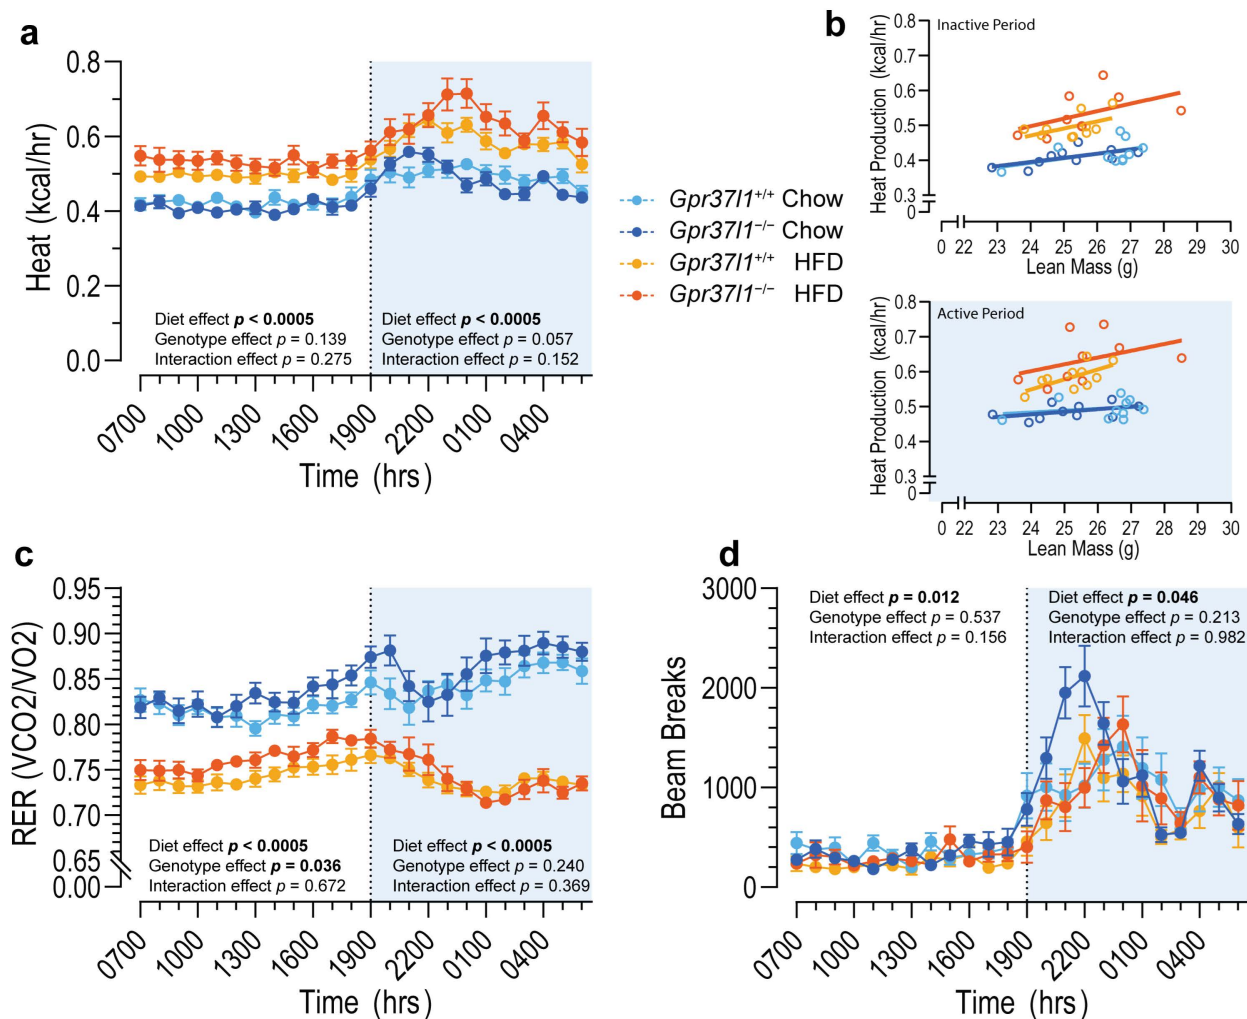 a
Heat (kcal/hr)
0.8
0.6
0.4
0.2
0.0
Diet effect p < 0.0005
Genotype effect p = 0.139
Interaction effect p = 0.275
Diet effect p < 0.0005
Genotype effect p = 0.057
Interaction effect p = 0.152
0700
1000
1300
1600
1900
2200
0100
0400
Time (hrs)
Gpr37l1+/+ Chow
Gpr37l1−/− Chow
Gpr37l1+/+ HFD
Gpr37l1−/− HFD
b
Inactive Period
Heat Production (kcal/hr)
0.8
0.7
0.6
0.5
0.4
0.3
0
0 22 23 24 25 26 27 28 29 30
Lean Mass (g)
Active Period
Heat Production (kcal/hr)
0.8
0.7
0.6
0.5
0.4
0.3
0
0 22 23 24 25 26 27 28 29 30
Lean Mass (g)
c
RER (VCO2/VO2)
0.95
0.90
0.85
0.80
0.75
0.70
0.65
0.00
Diet effect p < 0.0005
Genotype effect p = 0.036
Interaction effect p = 0.672
Diet effect p < 0.0005
Genotype effect p = 0.240
Interaction effect p = 0.369
0700
1000
1300
1600
1900
2200
0100
0400
Time (hrs)
d
Beam Breaks
3000
2000
1000
0
Diet effect p = 0.012
Genotype effect p = 0.537
Interaction effect p = 0.156
Diet effect p = 0.046
Genotype effect p = 0.213
Interaction effect p = 0.982
0700
1000
1300
1600
1900
2200
0100
0400
Time (hrs)